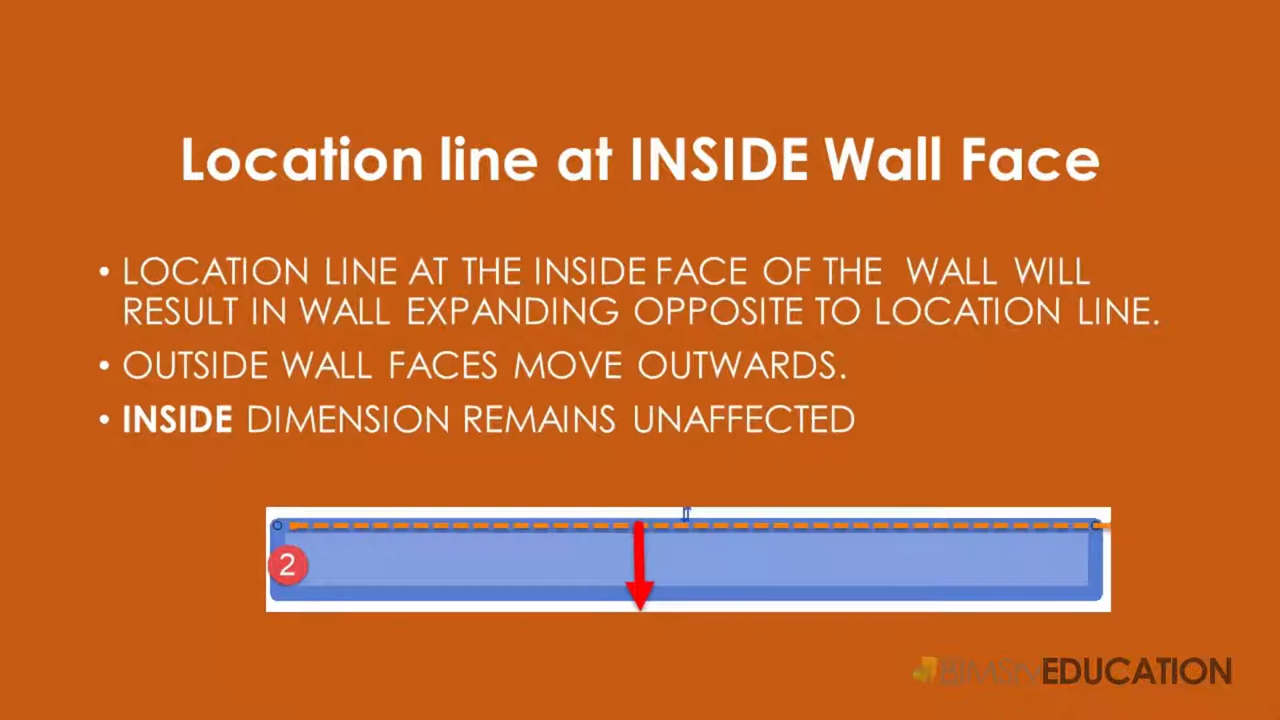 Location line at INSIDE Wall Face
• LOCATION LINE AT THE INSIDE FACE OF THE WALL WILL
RESULT IN WALL EXPANDING OPPOSITE TO LOCATION LINE.
• OUTSIDE WALL FACES MOVE OUTWARDS.
• INSIDE DIMENSION REMAINS UNAFFECTED
2
EDUCATION